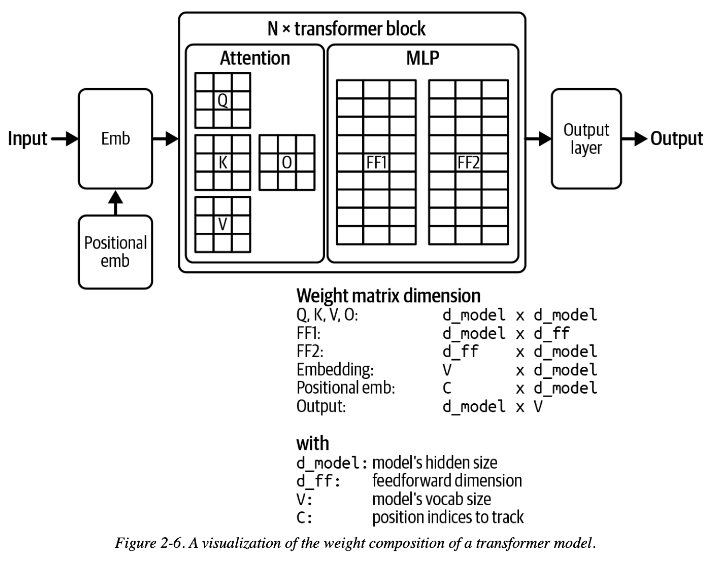 N × transformer block
Attention
MLP
Q
Input
Emb
K
O
FF1
FF2
Output layer
Output
V
Positional emb
Weight matrix dimension
Q, K, V, O: d_model x d_model
FF1: d_model x d_ff
FF2: d_ff x d_model
Embedding: V x d_model
Positional emb: C x d_model
Output: d_model x V
with
d_model: model's hidden size
d_ff: feedforward dimension
V: model's vocab size
C: position indices to track
Figure 2-6. A visualization of the weight composition of a transformer model.